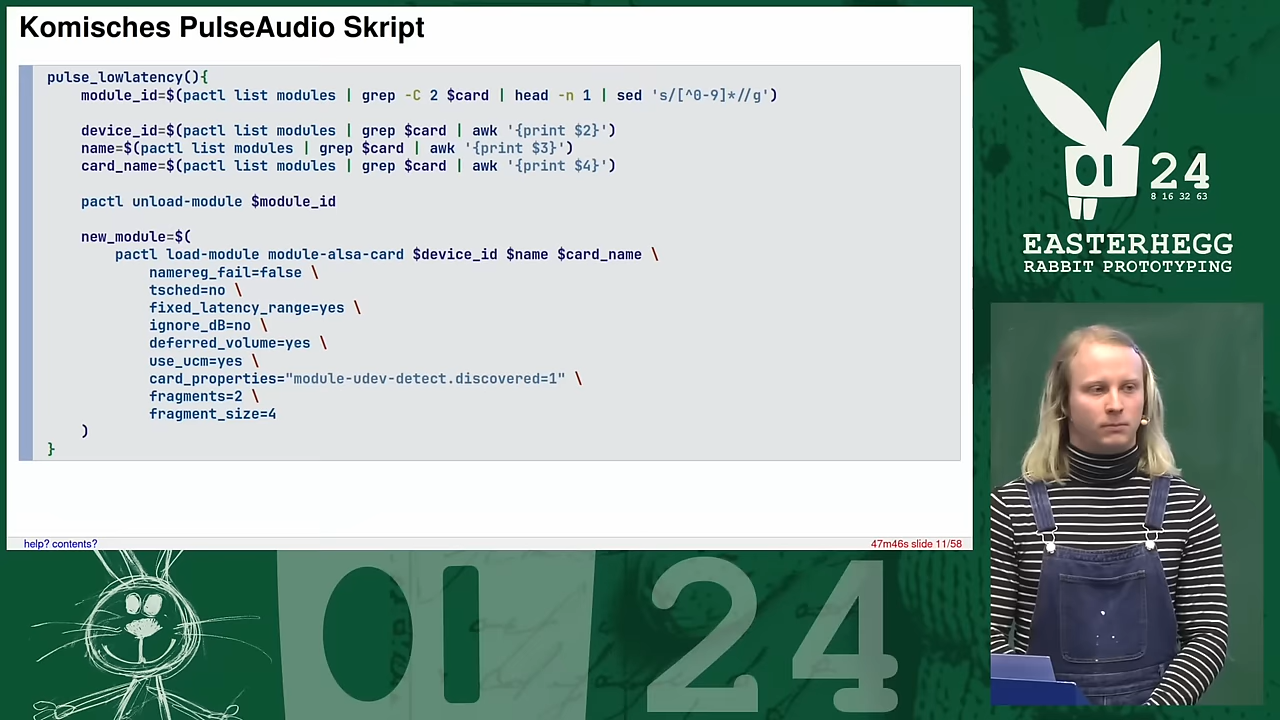 Komisches PulseAudio Skript
pulse_lowlatency(){
module_id=$(pactl list modules | grep -C 2 $card | head -n 1 | sed 's/[^0-9]*//g')
device_id=$(pactl list modules | grep $card | awk '{print $2}')
name=$(pactl list modules | grep $card | awk '{print $3}')
card_name=$(pactl list modules | grep $card | awk '{print $4}')
pactl unload-module $module_id
new_module=$(
pactl load-module module-alsa-card $device_id $name $card_name \
namereg_fail=false \
tsched=no \
fixed_latency_range=yes \
ignore_dB=no \
deferred_volume=yes \
use_ucm=yes \
card_properties="module-udev-detect.discovered=1" \
fragments=2 \
fragment_size=4
)
}
help? contents?
47m46s slide 11/58
24
8 16 32 63
EASTERHEGG
RABBIT PROTOTYPING
24